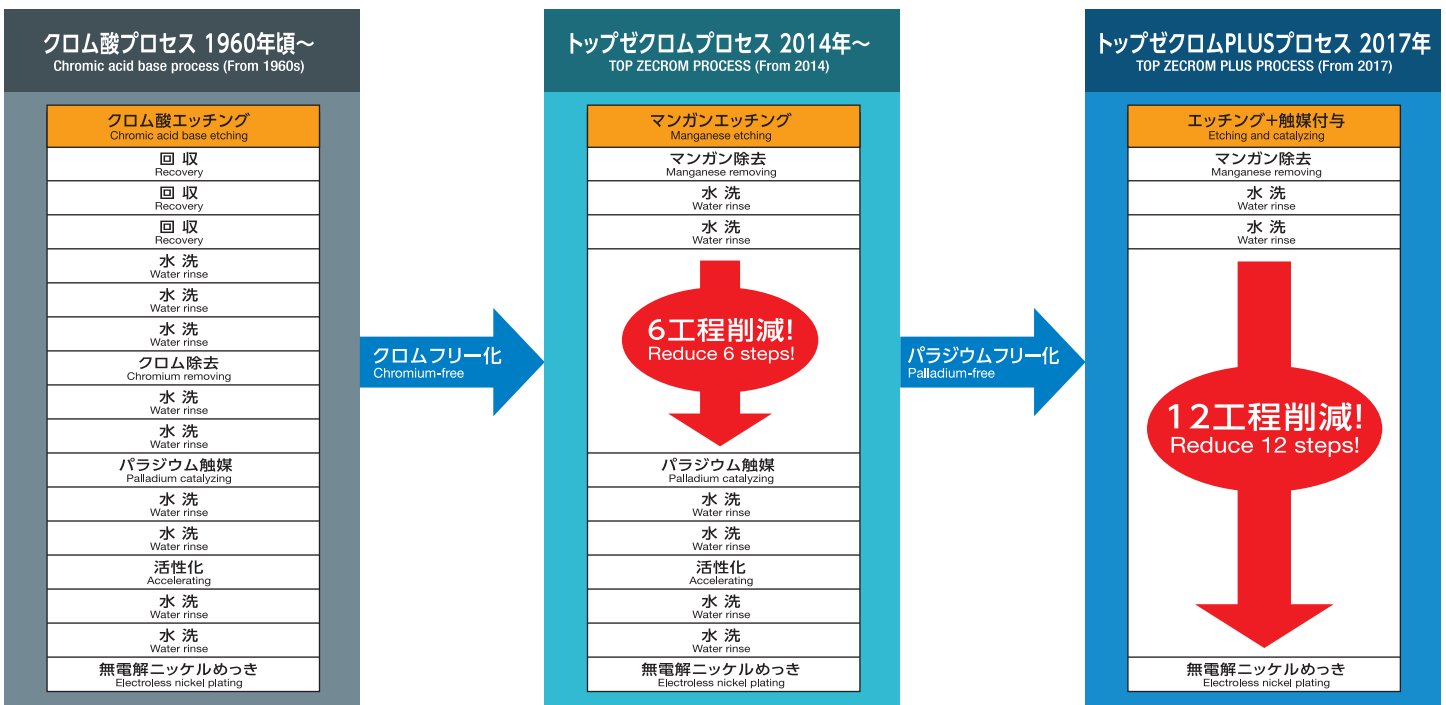 クロム酸プロセス 1960年頃～
Chromic acid base process (From 1960s)
クロム酸エッチング
Chromic acid base etching
回 収
Recovery
回 収
Recovery
回 収
Recovery
水 洗
Water rinse
水 洗
Water rinse
水 洗
Water rinse
クロム除去
Chromium removing
水 洗
Water rinse
水 洗
Water rinse
パラジウム触媒
Palladium catalyzing
水 洗
Water rinse
水 洗
Water rinse
活性化
Accelerating
水 洗
Water rinse
水 洗
Water rinse
無電解ニッケルめっき
Electroless nickel plating
クロムフリー化
Chromium-free
トップゼクロムプロセス 2014年～
TOP ZECROM PROCESS (From 2014)
マンガンエッチング
Manganese etching
マンガン除去
Manganese removing
水 洗
Water rinse
水 洗
Water rinse
6工程削減!
Reduce 6 steps!
パラジウム触媒
Palladium catalyzing
水 洗
Water rinse
水 洗
Water rinse
活性化
Accelerating
水 洗
Water rinse
水 洗
Water rinse
無電解ニッケルめっき
Electroless nickel plating
パラジウムフリー化
Palladium-free
トップゼクロムPLUSプロセス 2017年
TOP ZECROM PLUS PROCESS (From 2017)
エッチング+触媒付与
Etching and catalyzing
マンガン除去
Manganese removing
水 洗
Water rinse
水 洗
Water rinse
12工程削減!
Reduce 12 steps!
無電解ニッケルめっき
Electroless nickel plating